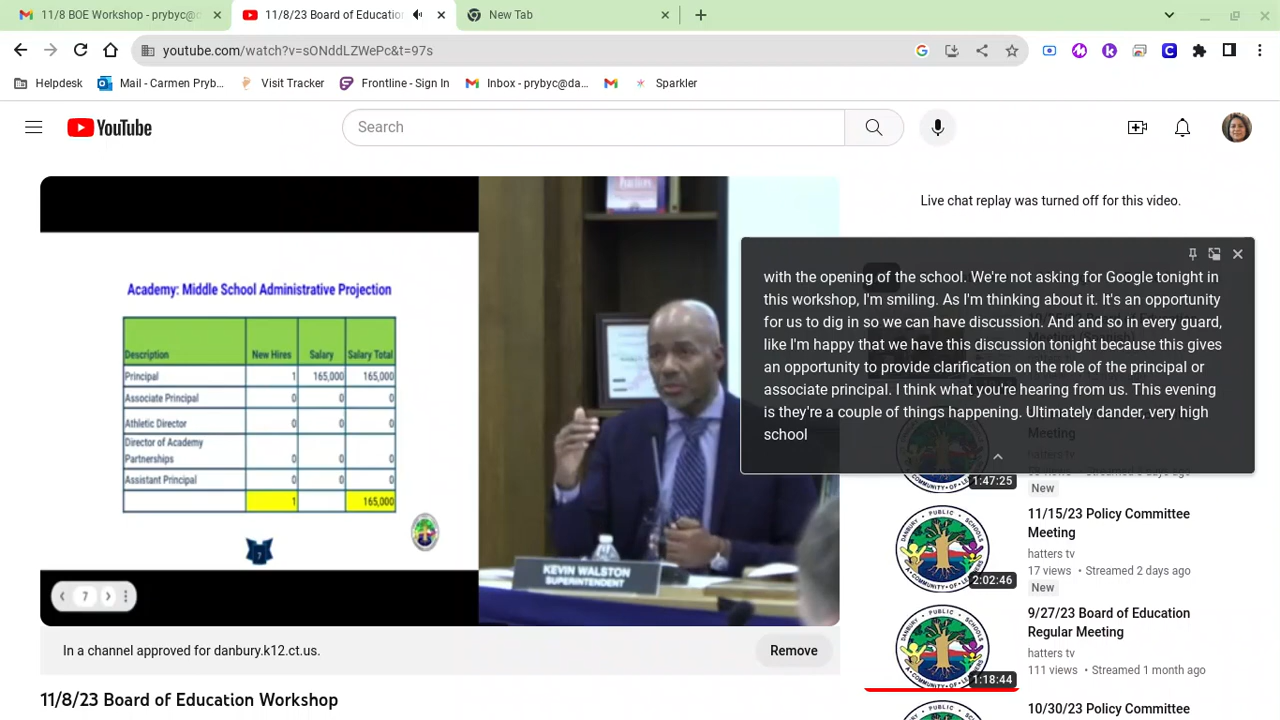 11/8 BOE Workshop - prybyc@d
11/8/23 Board of Education
New Tab
youtube.com/watch?v=sONddLZWePc&t=97s
Helpdesk
Mail - Carmen Pryb...
Visit Tracker
Frontline - Sign In
Inbox - prybyc@da...
Sparkler
YouTube
Search
Academy: Middle School Administrative Projection
Description New Hires Salary Salary Total
Principal 1 165,000 165,000
Associate Principal 0 0 0
Athletic Director 0 0 0
Director of Academy
Partnerships 0 0 0
Assistant Principal 0 0 0
1 165,000
7
7
KEVIN WALSTON
SUPERINTENDENT
In a channel approved for danbury.k12.ct.us.
Remove
11/8/23 Board of Education Workshop
Live chat replay was turned off for this video.
with the opening of the school. We're not asking for Google tonight in
this workshop, I'm smiling. As I'm thinking about it. It's an opportunity
for us to dig in so we can have discussion. And and so in every guard,
like I'm happy that we have this discussion tonight because this gives
an opportunity to provide clarification on the role of the principal or
associate principal. I think what you're hearing from us. This evening
is they're a couple of things happening. Ultimately dander, very high
school
Meeting
hatters tv
1:47:25
New
11/15/23 Policy Committee
Meeting
hatters tv
17 views • Streamed 2 days ago
2:02:46
New
9/27/23 Board of Education
Regular Meeting
hatters tv
111 views • Streamed 1 month ago
1:18:44
10/30/23 Policy Committee